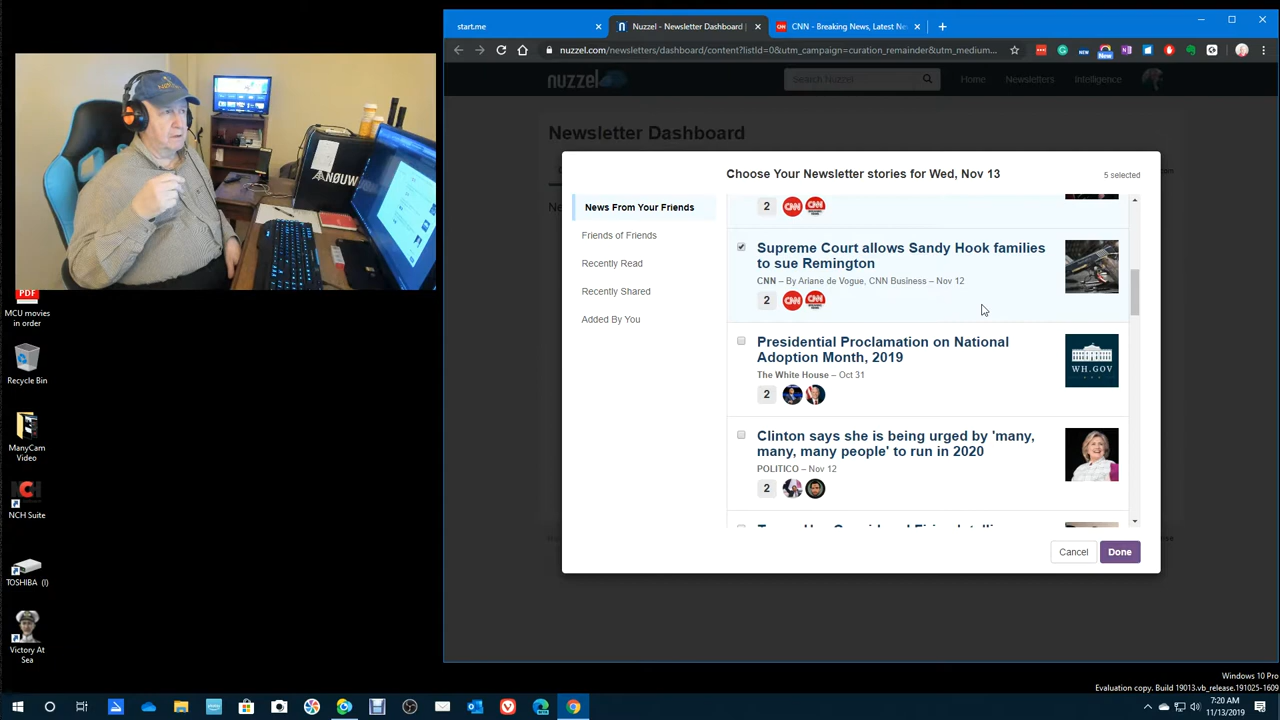 start.me
Nuzzel - Newsletter Dashboard |
CNN - Breaking News, Latest Ne
nuzzel.com/newsletters/dashboard/content?listId=0&utm_campaign=curation_remainder&utm_medium...
New
nuzzel
Search Nuzzel
Home
Newsletters
Intelligence
Newsletter Dashboard
Choose Your Newsletter stories for Wed, Nov 13
5 selected
News From Your Friends
Friends of Friends
Recently Read
Recently Shared
Added By You
2
Supreme Court allows Sandy Hook families
to sue Remington
CNN – By Ariane de Vogue, CNN Business – Nov 12
2
Presidential Proclamation on National
Adoption Month, 2019
The White House – Oct 31
2
WH.GOV
Clinton says she is being urged by 'many,
many, many people' to run in 2020
POLITICO – Nov 12
2
Cancel
Done
PDF
MCU movies
in order
Recycle Bin
ManyCam
Video
NCH
NCH Suite
TOSHIBA (I)
Victory At
Sea
Windows 10 Pro
Evaluation copy. Build 19013.vb_release.191025-1609
7:20 AM
11/13/2019